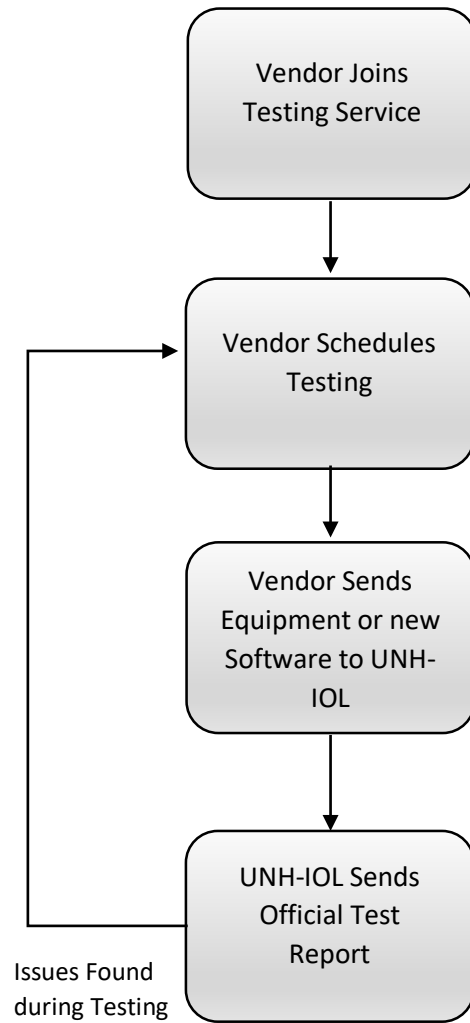 Vendor Joins
Testing Service
Vendor Schedules
Testing
Vendor Sends
Equipment or new
Software to UNH-
IOL
UNH-IOL Sends
Official Test
Report
Issues Found
during Testing